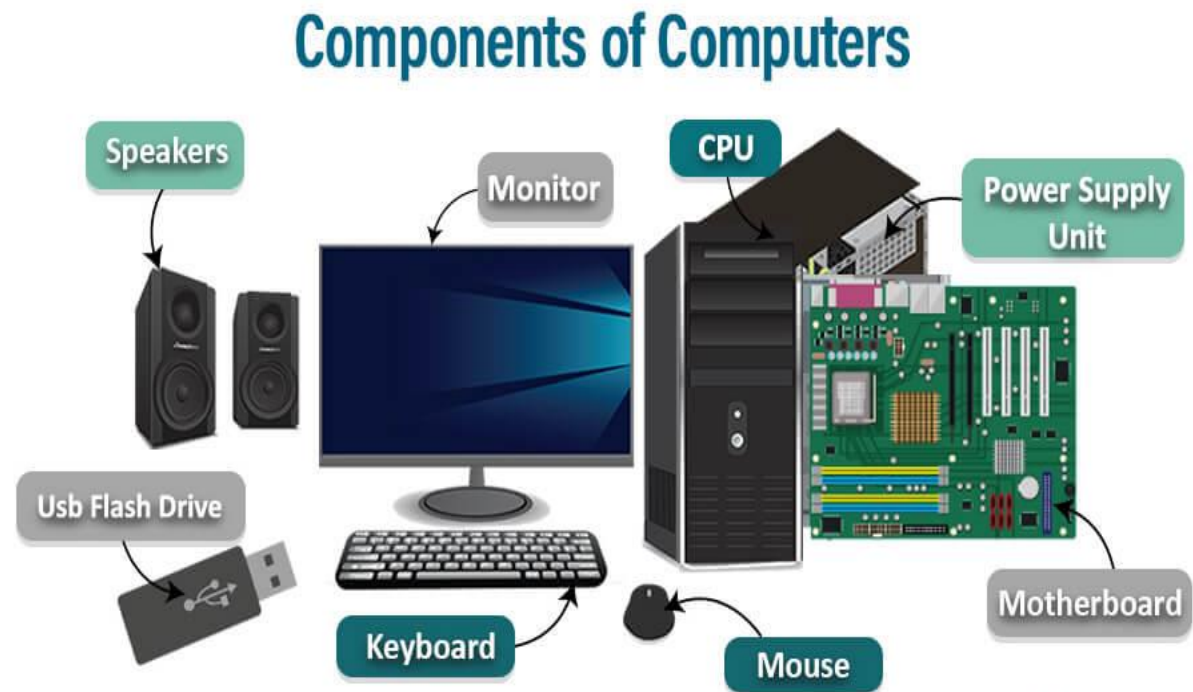 Components of Computers
Speakers
Monitor
CPU
Power Supply
Unit
Usb Flash Drive
Keyboard
Mouse
Motherboard